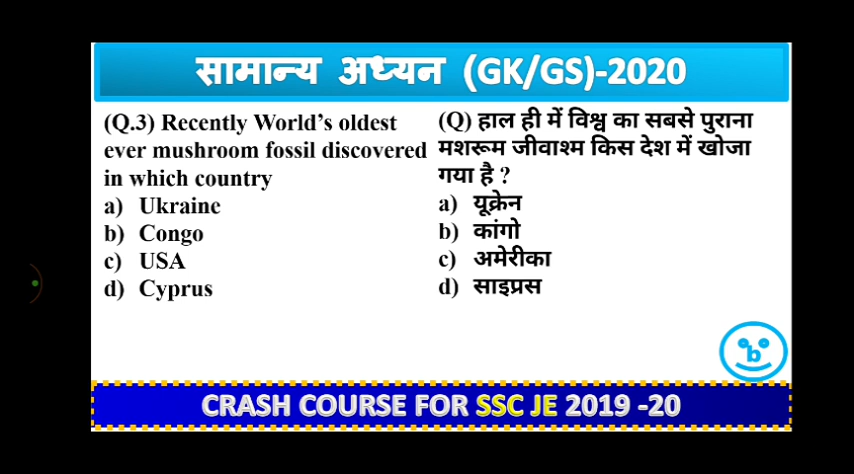 सामान्य अध्यन (GK/GS)-2020
(Q.3) Recently World’s oldest
ever mushroom fossil discovered
in which country
a) Ukraine
b) Congo
c) USA
d) Cyprus
(Q) हाल ही में विश्व का सबसे पुराना
मशरूम जीवाश्म किस देश में खोजा
गया है ?
a) यूक्रेन
b) कांगो
c) अमेरीका
d) साइप्रस
b
CRASH COURSE FOR SSC JE 2019 -20